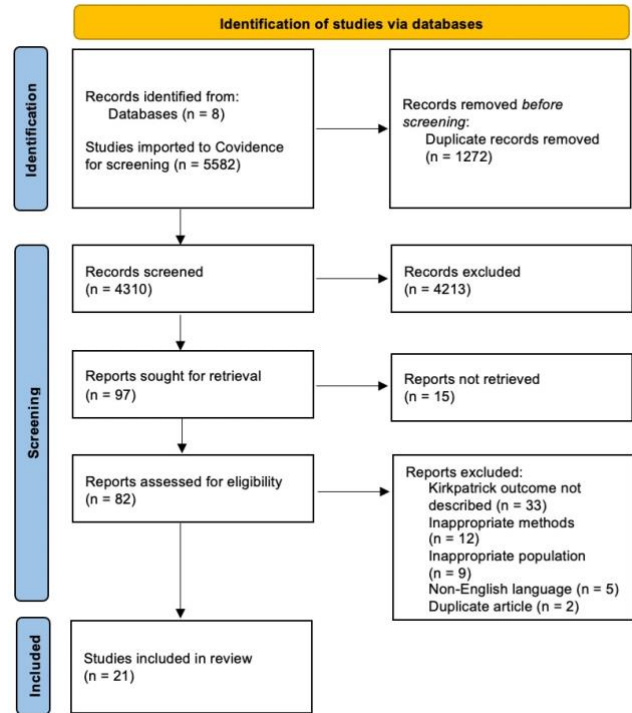 Identification of studies via databases
Identification
Records identified from:
Databases (n = 8)
Studies imported to Covidence
for screening (n = 5582)
Records removed before
screening:
Duplicate records removed
(n = 1272)
Screening
Records screened
(n = 4310)
Records excluded
(n = 4213)
Reports sought for retrieval
(n = 97)
Reports not retrieved
(n = 15)
Reports assessed for eligibility
(n = 82)
Reports excluded:
Kirkpatrick outcome not
described (n = 33)
Inappropriate methods
(n = 12)
Inappropriate population
(n = 9)
Non-English language (n = 5)
Duplicate article (n = 2)
Included
Studies included in review
(n = 21)